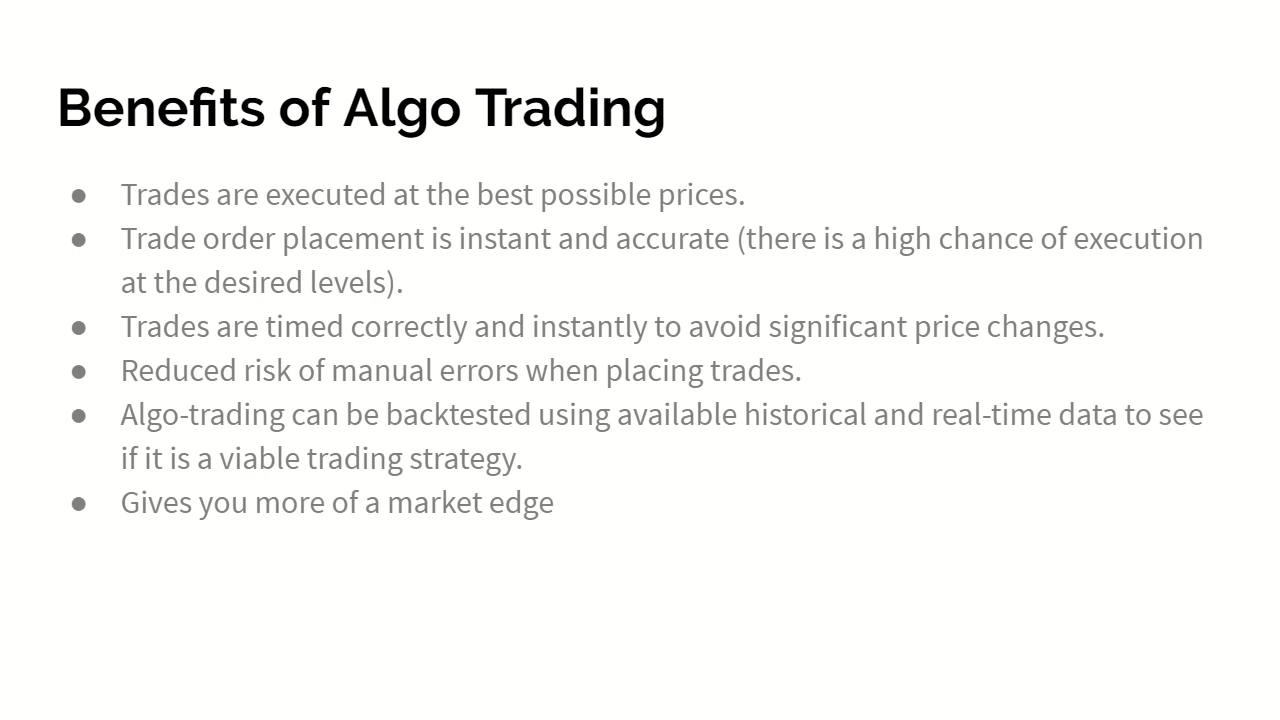 Benefits of Algo Trading
● Trades are executed at the best possible prices.
● Trade order placement is instant and accurate (there is a high chance of execution
at the desired levels).
● Trades are timed correctly and instantly to avoid significant price changes.
● Reduced risk of manual errors when placing trades.
● Algo-trading can be backtested using available historical and real-time data to see
if it is a viable trading strategy.
● Gives you more of a market edge